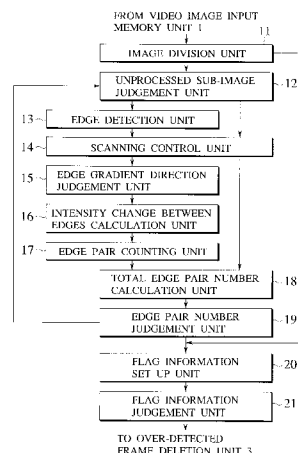 FROM VIDEO IMAGE INPUT
MEMORY UNIT 1
11
IMAGE DIVISION UNIT
UNPROCESSED SUB-IMAGE
JUDGEMENT UNIT
12
13
EDGE DETECTION UNIT
14
SCANNING CONTROL UNIT
15
EDGE GRADIENT DIRECTION
JUDGEMENT UNIT
16
INTENSITY CHANGE BETWEEN
EDGES CALCULATION UNIT
17
EDGE PAIR COUNTING UNIT
TOTAL EDGE PAIR NUMBER
CALCULATION UNIT
18
EDGE PAIR NUMBER
JUDGEMENT UNIT
19
FLAG INFORMATION
SET UP UNIT
20
FLAG INFORMATION
JUDGEMENT UNIT
21
TO OVER-DETECTED
FRAME DELETION UNIT 3